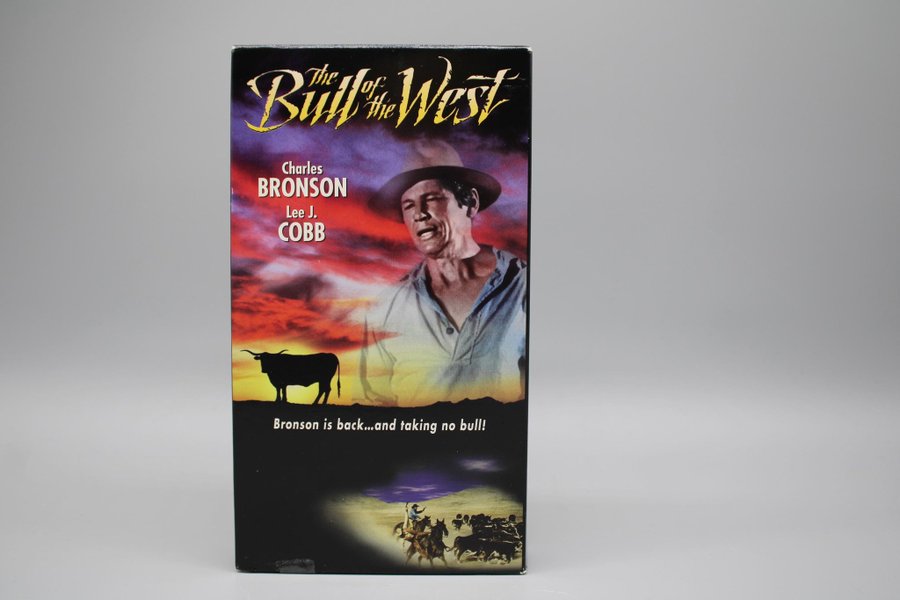 The Bull of the West
Charles
BRONSON
Lee J.
COBB
Bronson is back...and taking no bull!